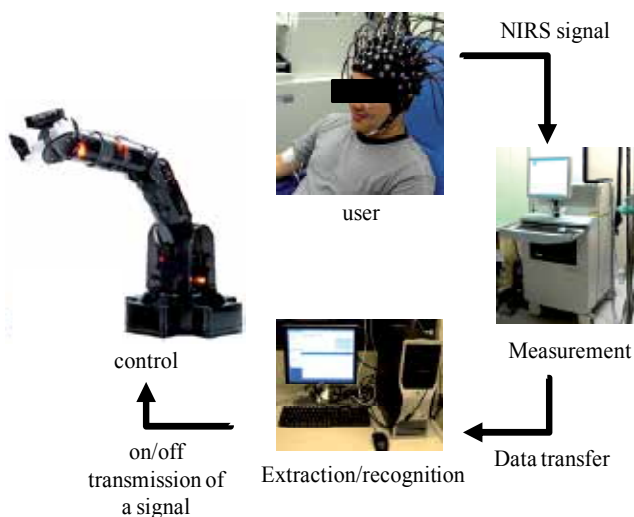 NIRS signal
user
Measurement
Data transfer
Extraction/recognition
on/off
transmission of
a signal
control